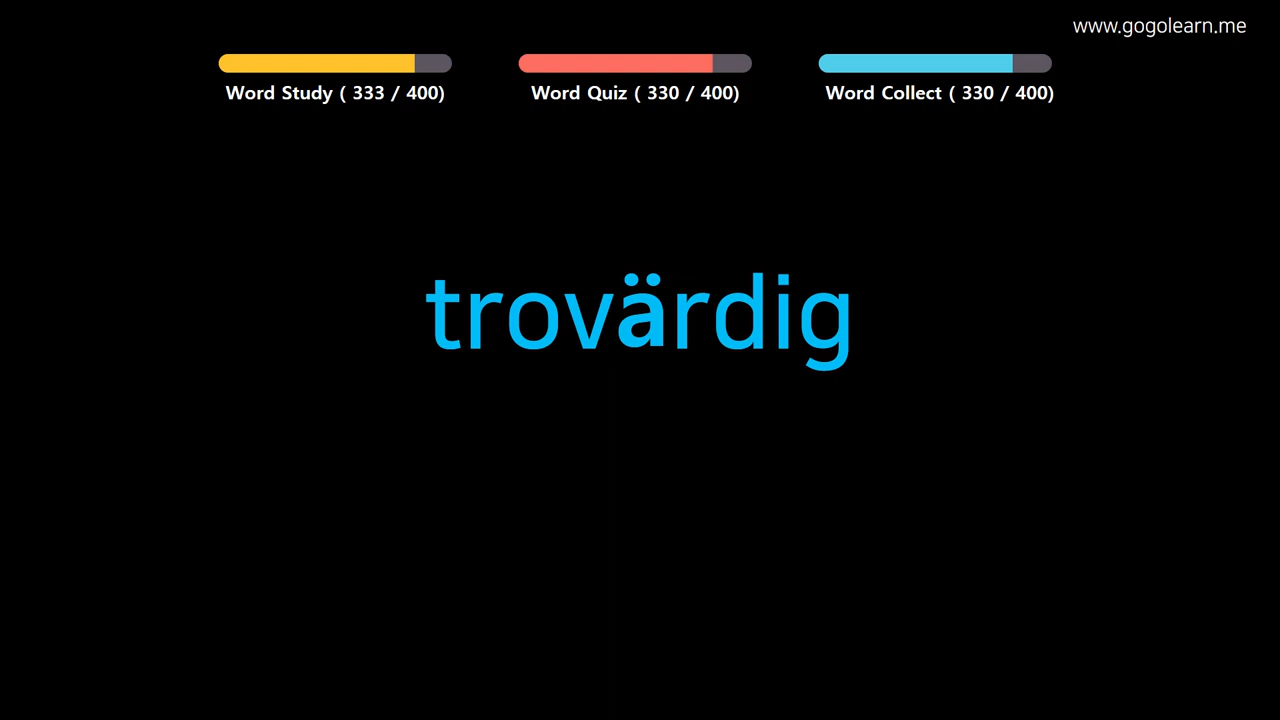 www.gogolearn.me
Word Study ( 333 / 400)
Word Quiz ( 330 / 400)
Word Collect ( 330 / 400)
trovärdig